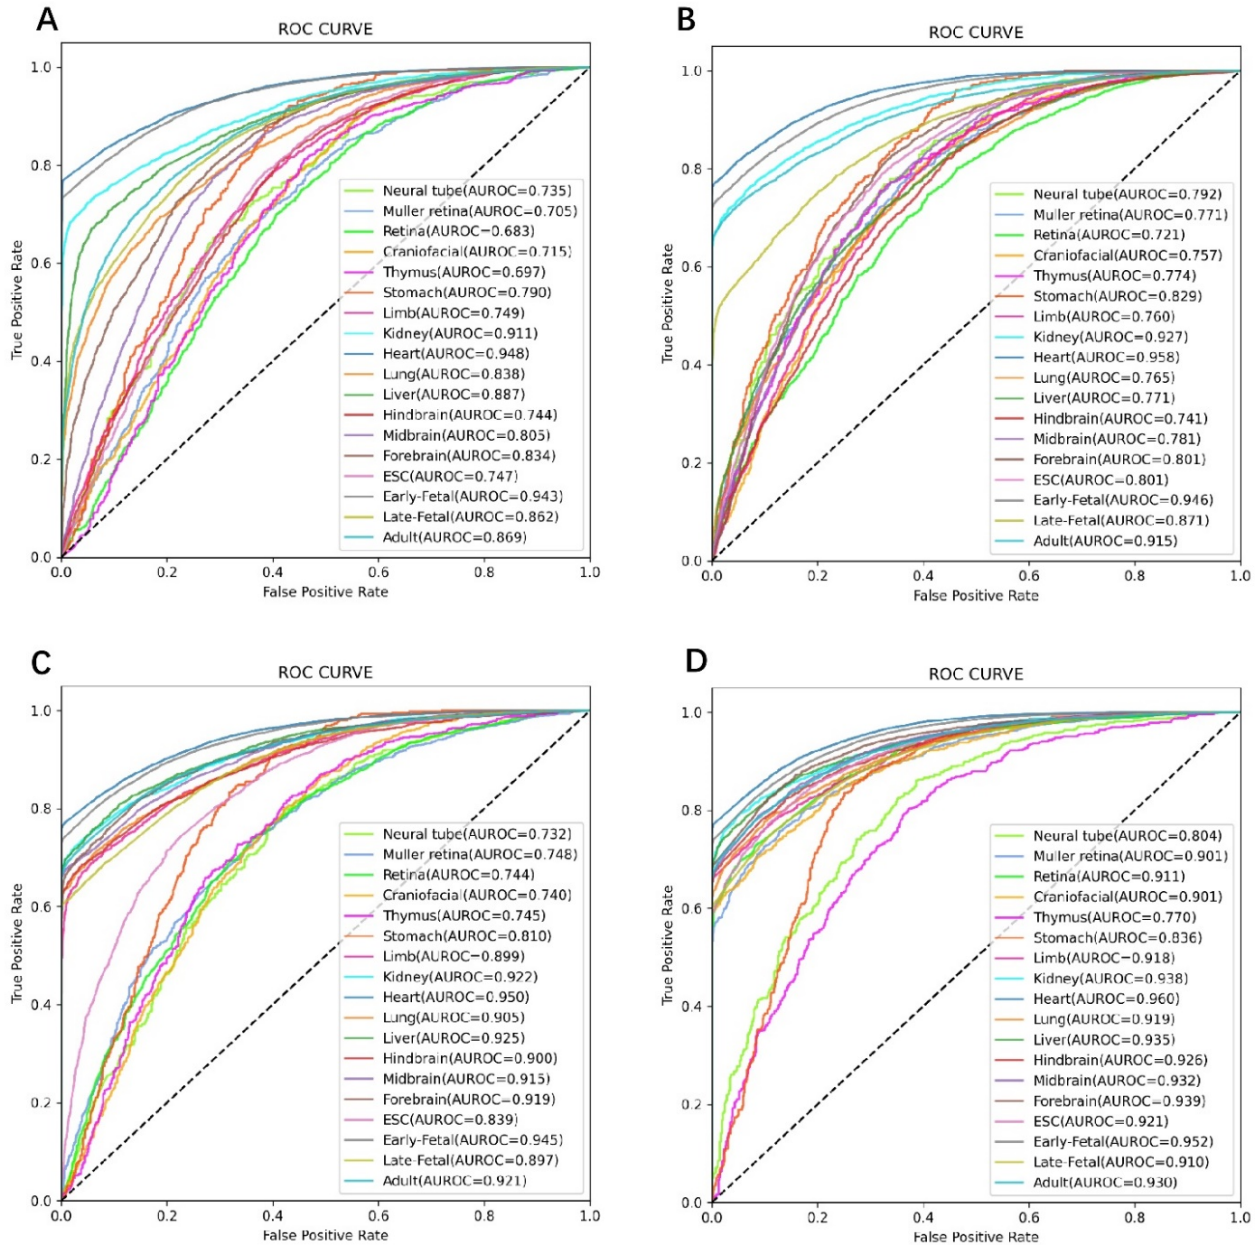 A
ROC CURVE
1.0
0.8
0.6
0.4
0.2
0.0
True Positive Rate
Neural tube(AUROC=0.735)
Muller retina(AUROC=0.705)
Retina(AUROC=0.683)
Craniofacial(AUROC=0.715)
Thymus(AUROC=0.697)
Stomach(AUROC=0.790)
Limb(AUROC=0.749)
Kidney(AUROC=0.911)
Heart(AUROC=0.948)
Lung(AUROC=0.838)
Liver(AUROC=0.887)
Hindbrain(AUROC=0.744)
Midbrain(AUROC=0.805)
Forebrain(AUROC=0.834)
ESC(AUROC=0.747)
Early-Fetal(AUROC=0.943)
Late-Fetal(AUROC=0.862)
Adult(AUROC=0.869)
0.0 0.2 0.4 0.6 0.8 1.0
False Positive Rate
B
ROC CURVE
1.0
0.8
0.6
0.4
0.2
0.0
True Positive Rate
Neural tube(AUROC=0.792)
Muller retina(AUROC=0.771)
Retina(AUROC=0.721)
Craniofacial(AUROC=0.757)
Thymus(AUROC=0.774)
Stomach(AUROC=0.829)
Limb(AUROC=0.760)
Kidney(AUROC=0.927)
Heart(AUROC=0.958)
Lung(AUROC=0.765)
Liver(AUROC=0.771)
Hindbrain(AUROC=0.741)
Midbrain(AUROC=0.781)
Forebrain(AUROC=0.801)
ESC(AUROC=0.801)
Early-Fetal(AUROC=0.946)
Late-Fetal(AUROC=0.871)
Adult(AUROC=0.915)
0.0 0.2 0.4 0.6 0.8 1.0
False Positive Rate
C
ROC CURVE
1.0
0.8
0.6
0.4
0.2
0.0
True Positive Rate
Neural tube(AUROC=0.732)
Muller retina(AUROC=0.748)
Retina(AUROC=0.744)
Craniofacial(AUROC=0.740)
Thymus(AUROC=0.745)
Stomach(AUROC=0.810)
Limb(AUROC=0.899)
Kidney(AUROC=0.922)
Heart(AUROC=0.950)
Lung(AUROC=0.905)
Liver(AUROC=0.925)
Hindbrain(AUROC=0.900)
Midbrain(AUROC=0.915)
Forebrain(AUROC=0.919)
ESC(AUROC=0.839)
Early-Fetal(AUROC=0.945)
Late-Fetal(AUROC=0.897)
Adult(AUROC=0.921)
0.0 0.2 0.4 0.6 0.8 1.0
False Positive Rate
D
ROC CURVE
1.0
0.8
0.6
0.4
0.2
0.0
True Positive Rate
Neural tube(AUROC=0.804)
Muller retina(AUROC=0.901)
Retina(AUROC=0.911)
Craniofacial(AUROC=0.901)
Thymus(AUROC=0.770)
Stomach(AUROC=0.836)
Limb(AUROC=0.918)
Kidney(AUROC=0.938)
Heart(AUROC=0.960)
Lung(AUROC=0.919)
Liver(AUROC=0.935)
Hindbrain(AUROC=0.926)
Midbrain(AUROC=0.932)
Forebrain(AUROC=0.939)
ESC(AUROC=0.921)
Early-Fetal(AUROC=0.952)
Late-Fetal(AUROC=0.910)
Adult(AUROC=0.930)
0.0 0.2 0.4 0.6 0.8 1.0
False Positive Rate